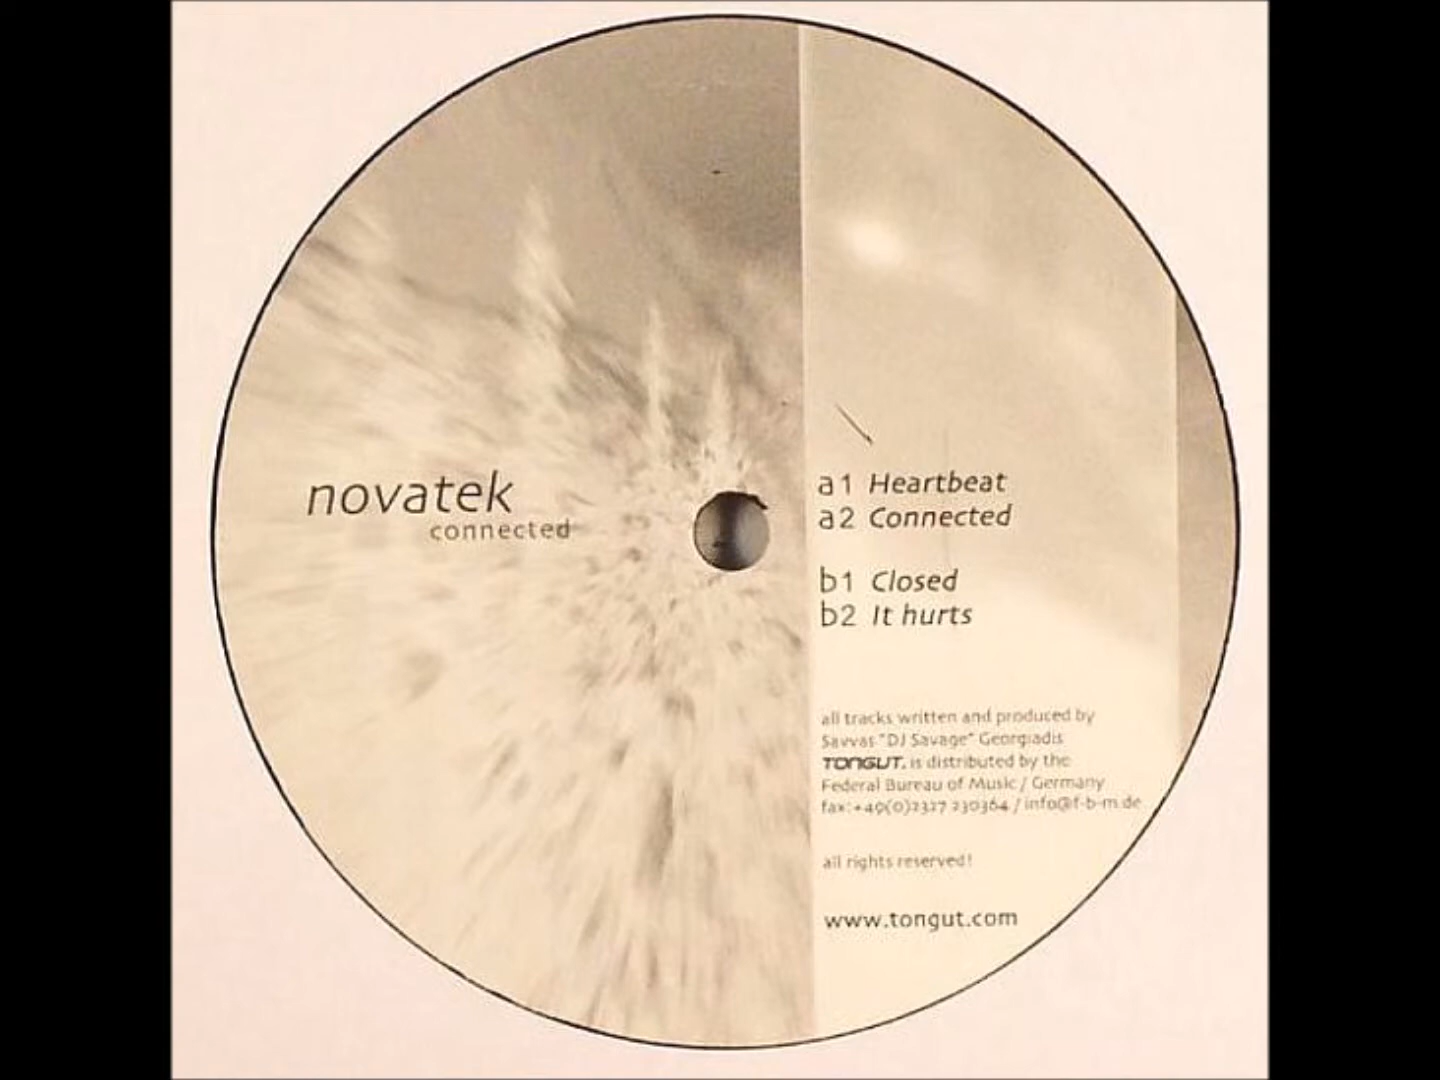 novatek
connected
a1 Heartbeat
a2 Connected
b1 Closed
b2 It hurts
all tracks written and produced by
Savvas "DJ Savage" Georgiadis
TONGUT. is distributed by the
Federal Bureau of Music / Germany
fax:+49(0)2327 230364 / info@f-b-m.de
all rights reserved!
www.tongut.com